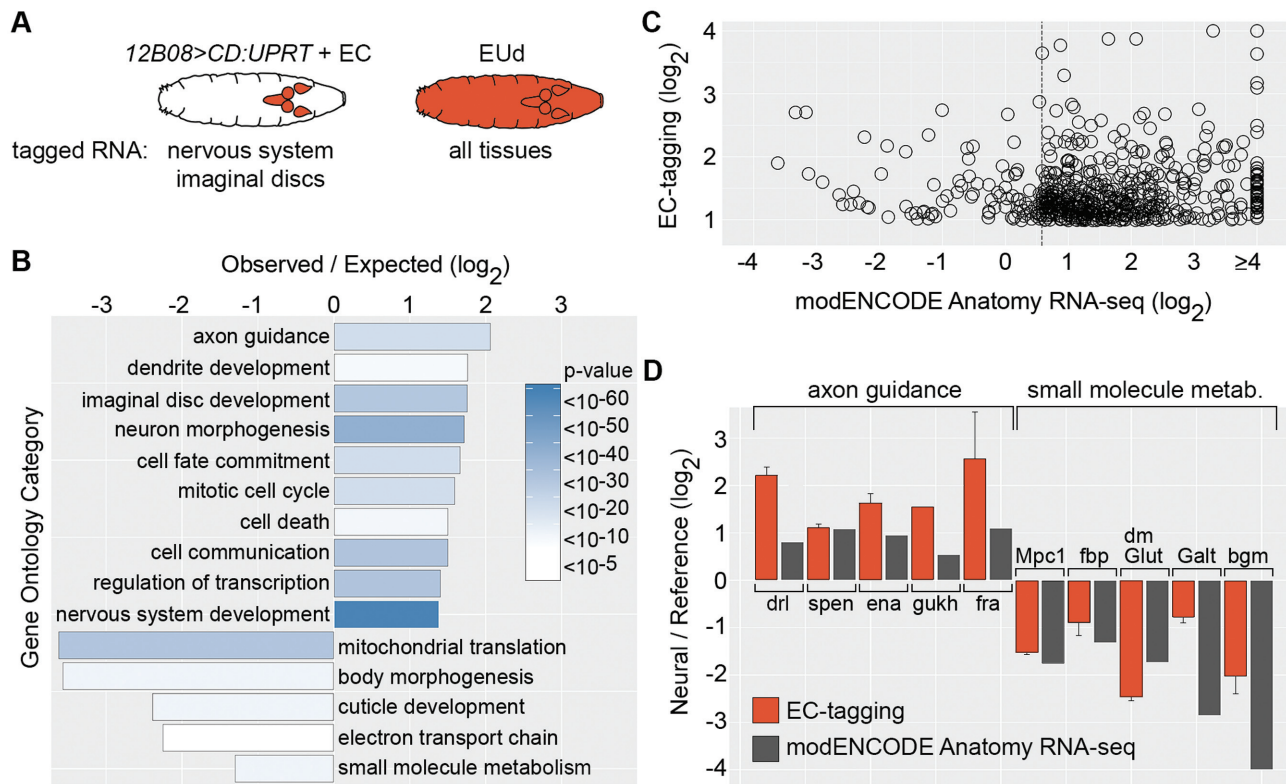 A
12B08>CD:UPRT + EC
EUd
tagged RNA:
nervous system
imaginal discs
all tissues
B
Observed / Expected (log2)
-3 -2 -1 0 1 2 3
Gene Ontology Category
axon guidance
dendrite development
imaginal disc development
neuron morphogenesis
cell fate commitment
mitotic cell cycle
cell death
cell communication
regulation of transcription
nervous system development
mitochondrial translation
body morphogenesis
cuticle development
electron transport chain
small molecule metabolism
p-value
<10-60
<10-50
<10-40
<10-30
<10-20
<10-10
<10-5
C
EC-tagging (log2)
4
3
2
1
-4 -3 -2 -1 0 1 2 3 ≥4
modENCODE Anatomy RNA-seq (log2)
D
axon guidance
small molecule metab.
Neural / Reference (log2)
3
2
1
0
-1
-2
-3
-4
drl spen ena gukh fra
Mpc1 fbp dm Glut Galt bgm
EC-tagging
modENCODE Anatomy RNA-seq